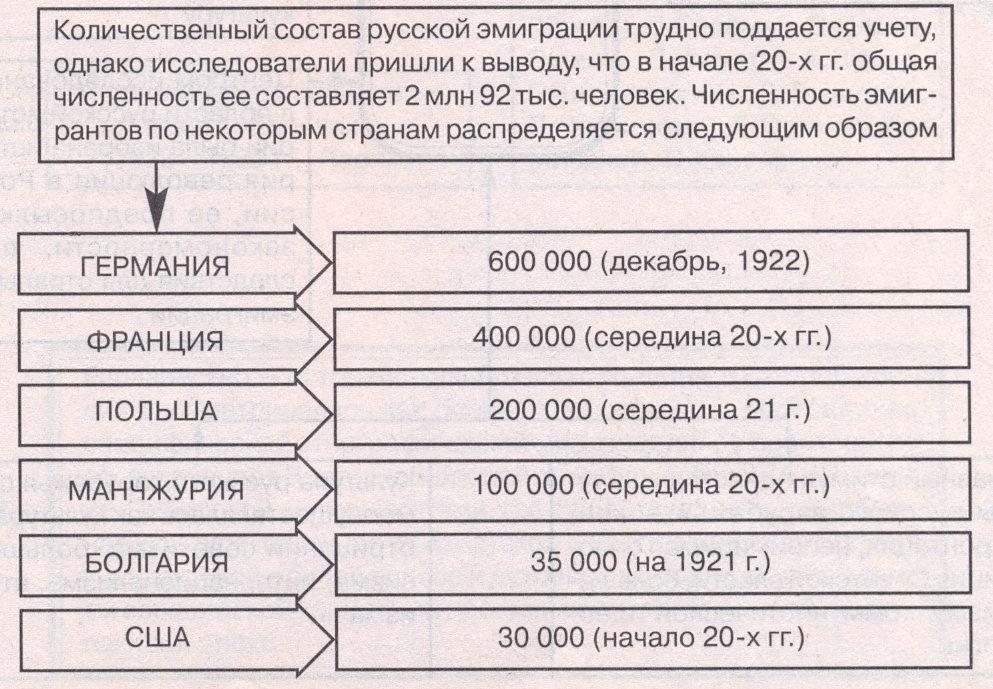 Количественный состав русской эмиграции трудно поддается учету,
однако исследователи пришли к выводу, что в начале 20-х гг. общая
численность ее составляет 2 млн 92 тыс. человек. Численность эмиг-
рантов по некоторым странам распределяется следующим образом
ГЕРМАНИЯ 600 000 (декабрь, 1922)
ФРАНЦИЯ 400 000 (середина 20-х гг.)
ПОЛЬША 200 000 (середина 21 г.)
МАНЧЖУРИЯ 100 000 (середина 20-х гг.)
БОЛГАРИЯ 35 000 (на 1921 г.)
США 30 000 (начало 20-х гг.)